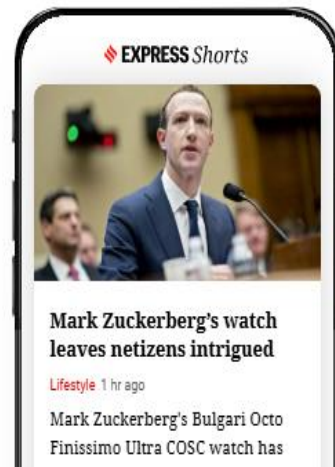 EXPRESS Shorts
Mark Zuckerberg's watch
leaves netizens intrigued
Lifestyle 1 hr ago
Mark Zuckerberg's Bulgari Octo
Finissimo Ultra COSC watch has